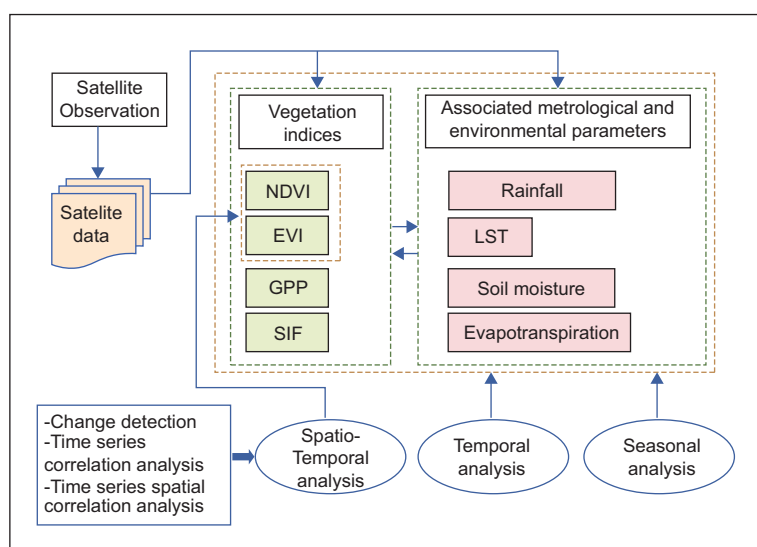 Satellite
Observation
Satelite
data
Vegetation
indices
NDVI
EVI
GPP
SIF
Associated metrological and
environmental parameters
Rainfall
LST
Soil moisture
Evapotranspiration
-Change detection
-Time series
correlation analysis
-Time series spatial
correlation analysis
Spatio-
Temporal
analysis
Temporal
analysis
Seasonal
analysis